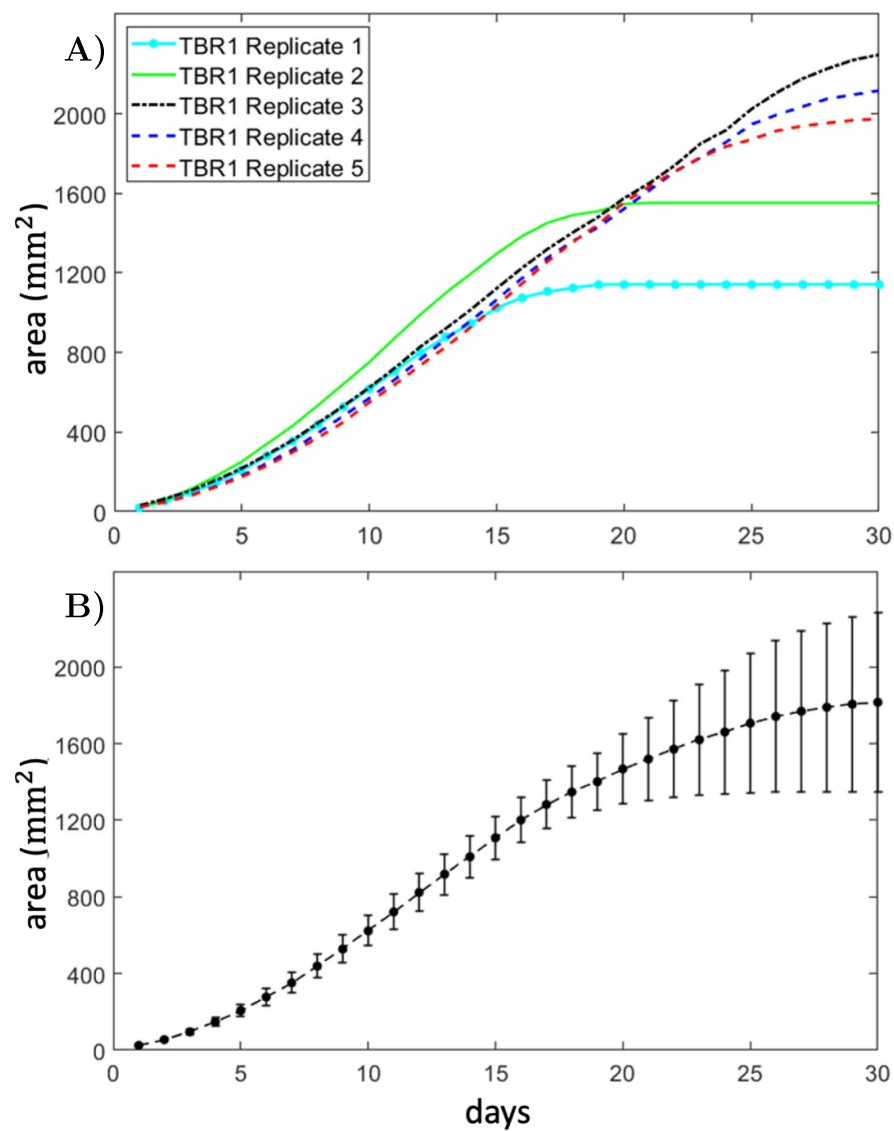 A)
TBR1 Replicate 1
TBR1 Replicate 2
TBR1 Replicate 3
TBR1 Replicate 4
TBR1 Replicate 5
2000
1600
1200
800
400
0
area (mm²)
0 5 10 15 20 25 30
B)
2000
1600
1200
800
400
0
area (mm²)
0 5 10 15 20 25 30
days